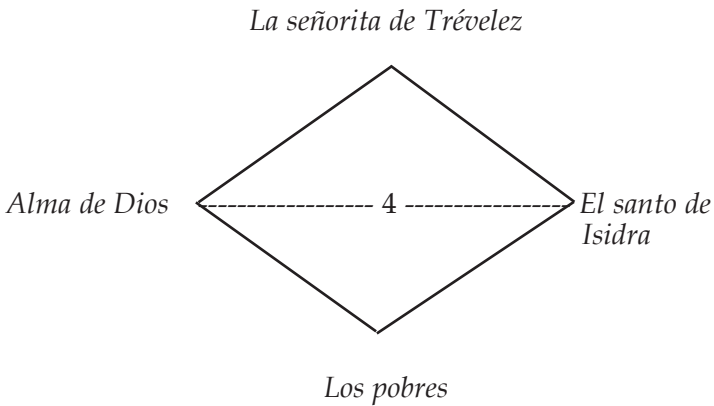 La señorita de Trévelez
Alma de Dios
4
El santo de
Isidra
Los pobres